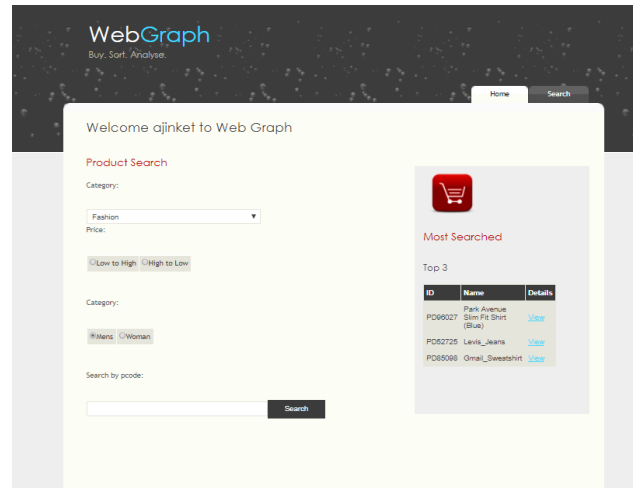 WebGraph
Buy. Sort. Analyse.
Home
Search
Welcome ajinket to Web Graph
Product Search
Category:
Fashion
Price:
Low to High High to Low
Category:
Mens Woman
Search by pcode:
Search
Most Searched
Top 3
ID Name Details
PD96027 Park Avenue Slim Fit Shirt (Blue) View
PD52725 Levis_Jeans View
PD85098 Gmail_Sweatshirt View